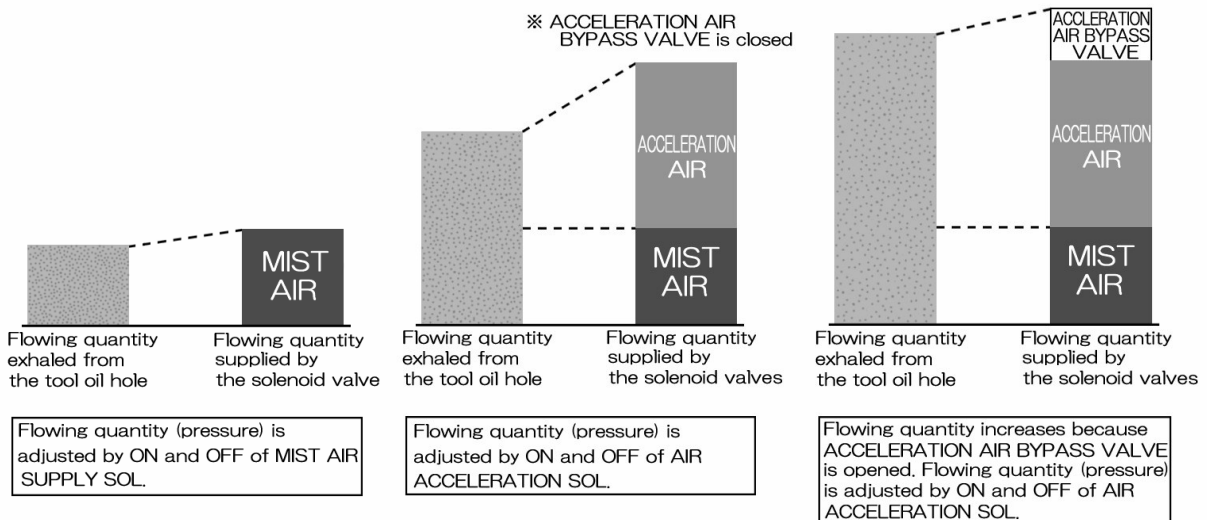 MIST
AIR
Flowing quantity
exhaled from
the tool oil hole
Flowing quantity
supplied by
the solenoid valve
Flowing quantity (pressure) is
adjusted by ON and OFF of MIST AIR
SUPPLY SOL.
※ ACCELERATION AIR
BYPASS VALVE is closed
ACCELERATION
AIR
MIST
AIR
Flowing quantity
exhaled from
the tool oil hole
Flowing quantity
supplied by
the solenoid valves
Flowing quantity (pressure) is
adjusted by ON and OFF of AIR
ACCELERATION SOL.
ACCLERATION
AIR BYPASS
VALVE
ACCELERATION
AIR
MIST
AIR
Flowing quantity
exhaled from
the tool oil hole
Flowing quantity
supplied by
the solenoid valves
Flowing quantity increases because
ACCELERATION AIR BYPASS VALVE
is opened. Flowing quantity (pressure)
is adjusted by ON and OFF of AIR
ACCELERATION SOL.